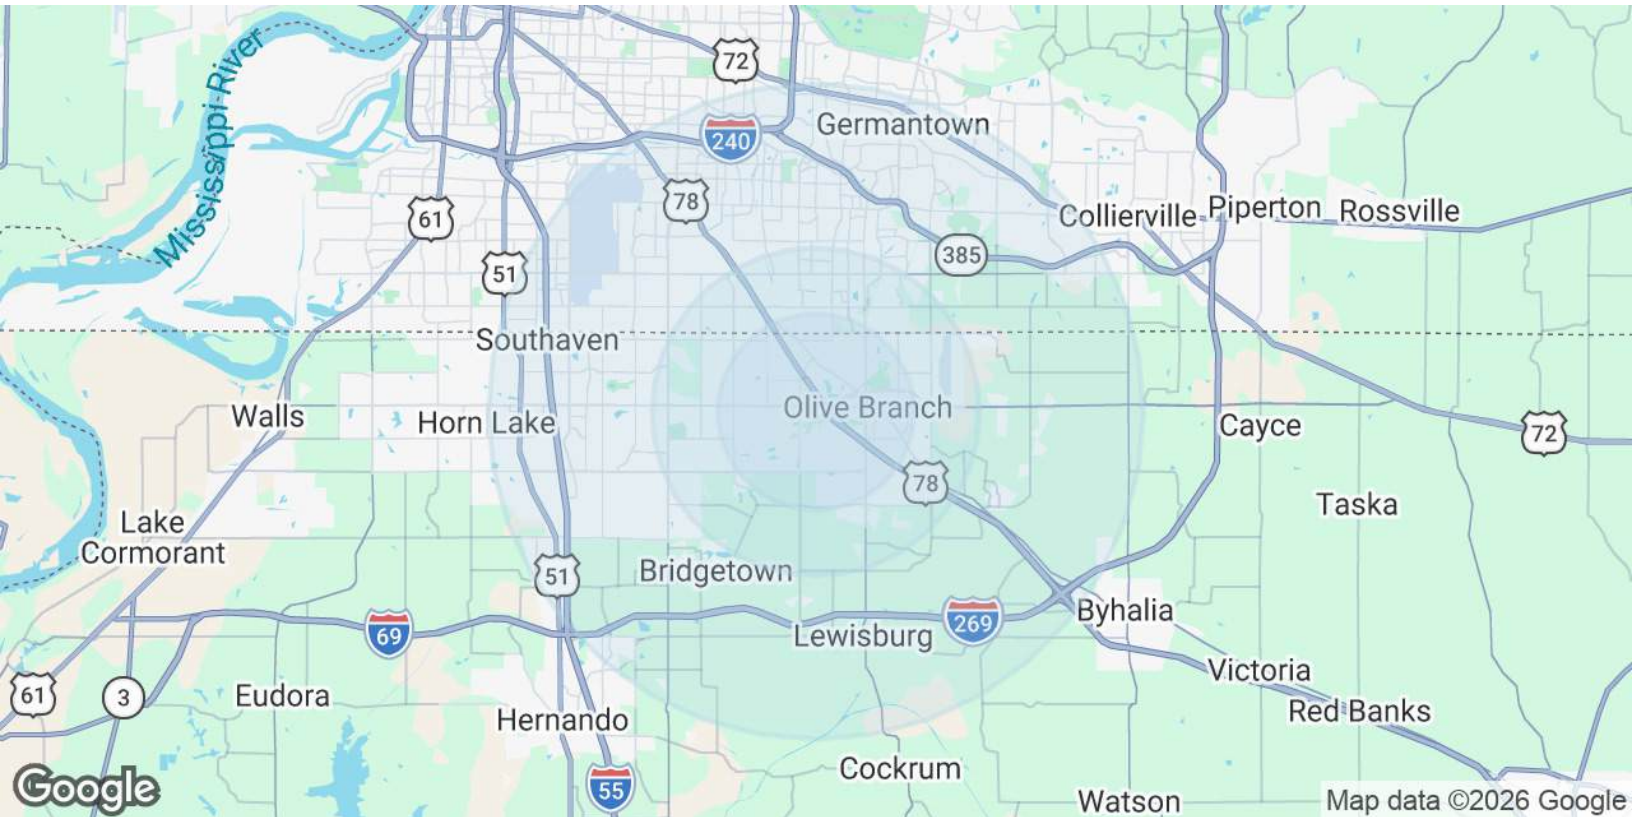 Mississippi River
72
Germantown
240
78
61
Collierville
Piperton
Rossville
51
385
Southaven
Olive Branch
Walls
Horn Lake
Cayce
72
78
Taska
Lake
Cormorant
Bridgetown
51
Byhalia
69
Lewisburg
269
Victoria
61
3
Eudora
Hernando
Red Banks
Cockrum
Google
55
Watson
Map data ©2026 Google